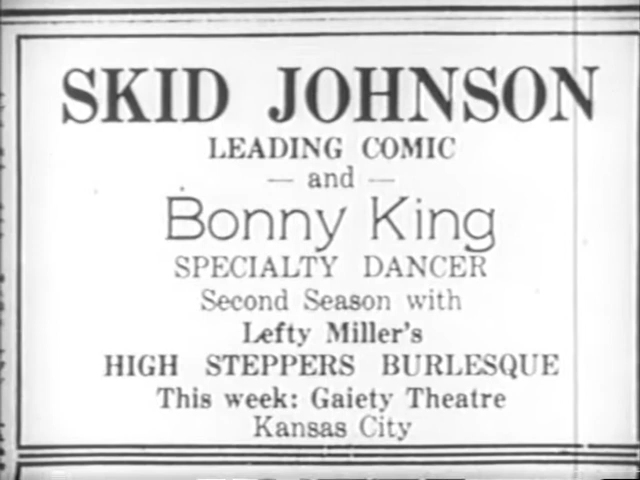 SKID JOHNSON
LEADING COMIC
— and —
Bonny King
SPECIALTY DANCER
Second Season with
Lefty Miller's
HIGH STEPPERS BURLESQUE
This week: Gaiety Theatre
Kansas City